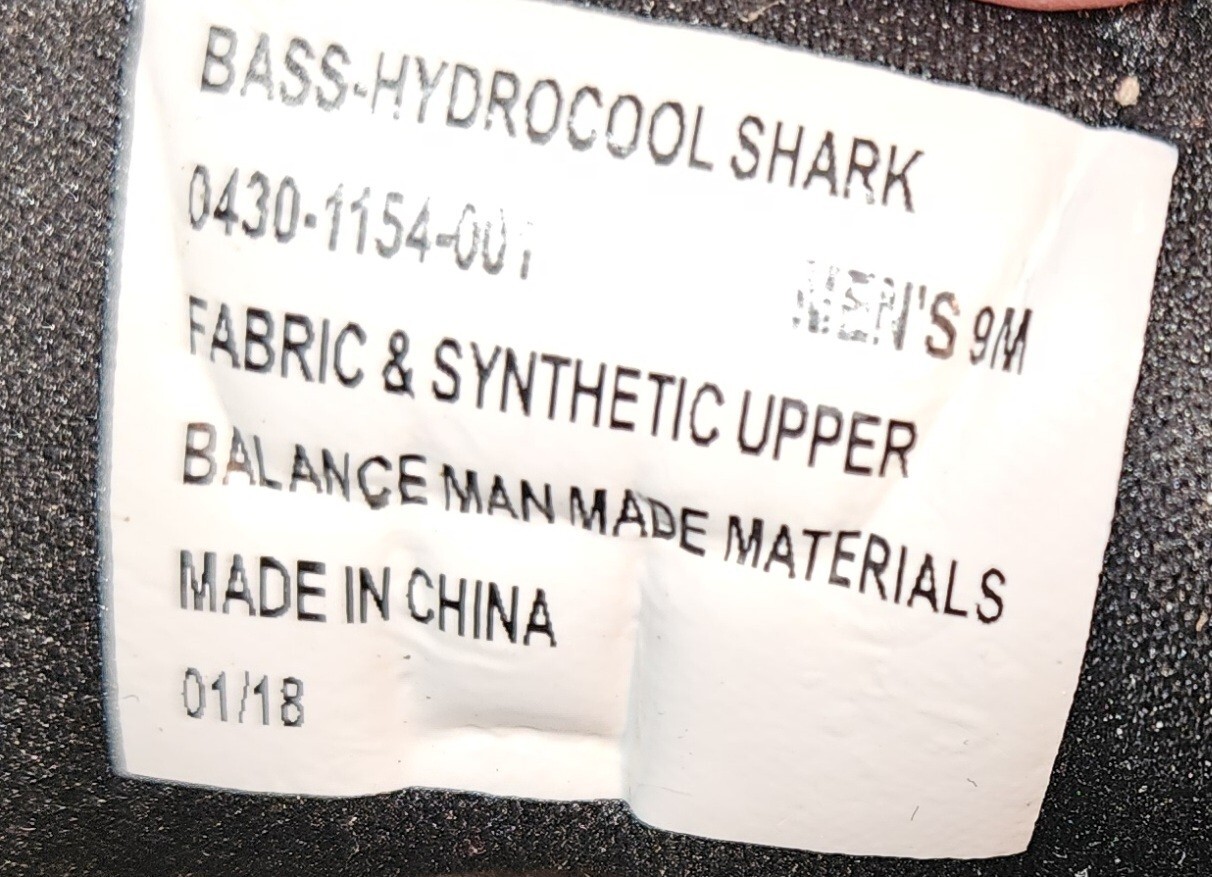 BASS-HYDROCOOL SHARK
0430-1154-001
MEN'S 9M
FABRIC & SYNTHETIC UPPER
BALANCE MAN MADE MATERIALS
MADE IN CHINA
01/18